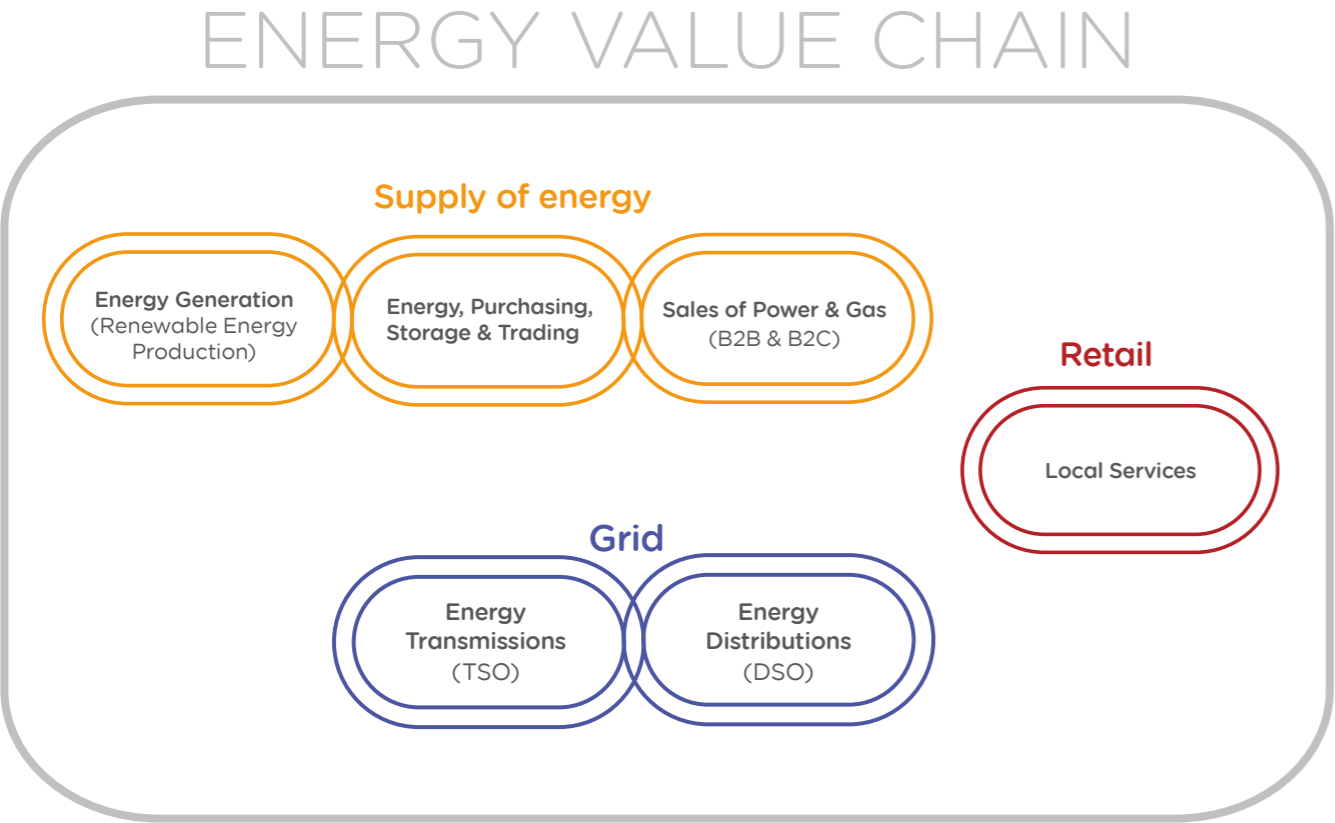 ENERGY VALUE CHAIN
Supply of energy
Energy Generation
(Renewable Energy
Production)
Energy, Purchasing,
Storage & Trading
Sales of Power & Gas
(B2B & B2C)
Retail
Local Services
Grid
Energy
Transmissions
(TSO)
Energy
Distributions
(DSO)